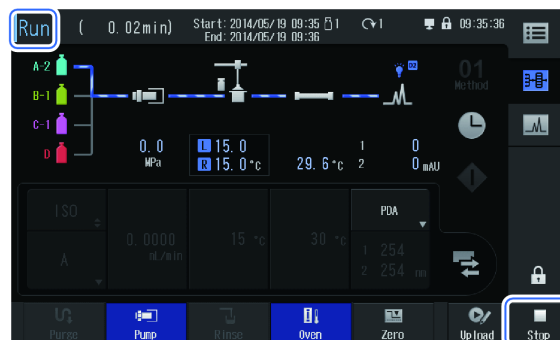 Run ( 0. 02min) Start: 2014/05/19 09:35 1 1 09:35:36
End: 2014/05/19 09:36
A-2
B-1
C-1
D
D2
01
Method
0. 0
MPa
L 15. 0
R 15. 0 °c
29. 6 °c
1 0
2 0 mAU
ISO
A
0. 0000
mL/min
15 °c
30 °c
PDA
1 254
2 254 nm
Purge
Pump
Rinse
Oven
Zero
Upload
Stop